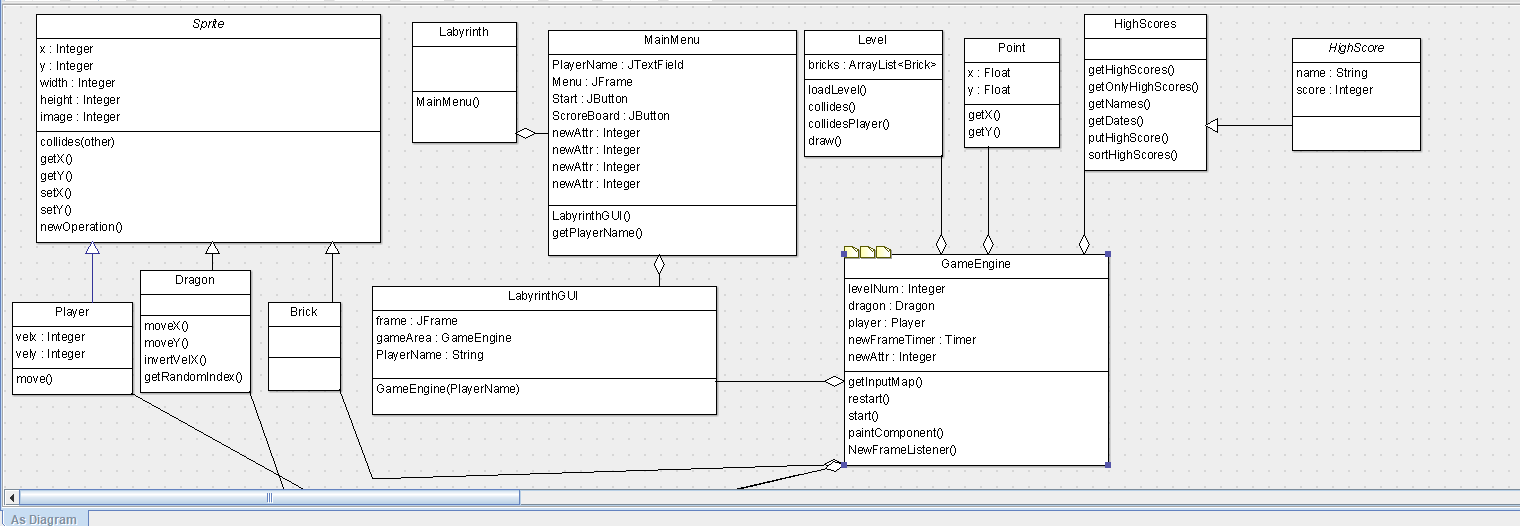 Sprite
x : Integer
y : Integer
width : Integer
height : Integer
image : Integer
collides(other)
getX()
getY()
setX()
setY()
newOperation()
Labyrinth
MainMenu()
MainMenu
PlayerName : JTextField
Menu : JFrame
Start : JButton
ScroreBoard : JButton
newAttr : Integer
newAttr : Integer
newAttr : Integer
newAttr : Integer
LabyrinthGUI()
getPlayerName()
Level
bricks : ArrayList<Brick>
loadLevel()
collides()
collidesPlayer()
draw()
Point
x : Float
y : Float
getX()
getY()
HighScores
getHighScores()
getOnlyHighScores()
getNames()
getDates()
putHighScore()
sortHighScores()
HighScore
name : String
score : Integer
Player
velx : Integer
vely : Integer
move()
Dragon
moveX()
moveY()
invertVelX()
getRandomIndex()
Brick
LabyrinthGUI
frame : JFrame
gameArea : GameEngine
PlayerName : String
GameEngine(PlayerName)
GameEngine
levelNum : Integer
dragon : Dragon
player : Player
newFrameTimer : Timer
newAttr : Integer
getInputMap()
restart()
start()
paintComponent()
NewFrameListener()
As Diagram